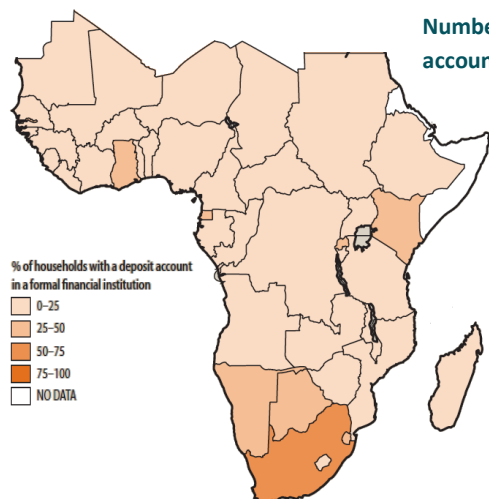 Numbe
accoun
% of households with a deposit account
in a formal financial institution
0–25
25–50
50–75
75–100
NO DATA